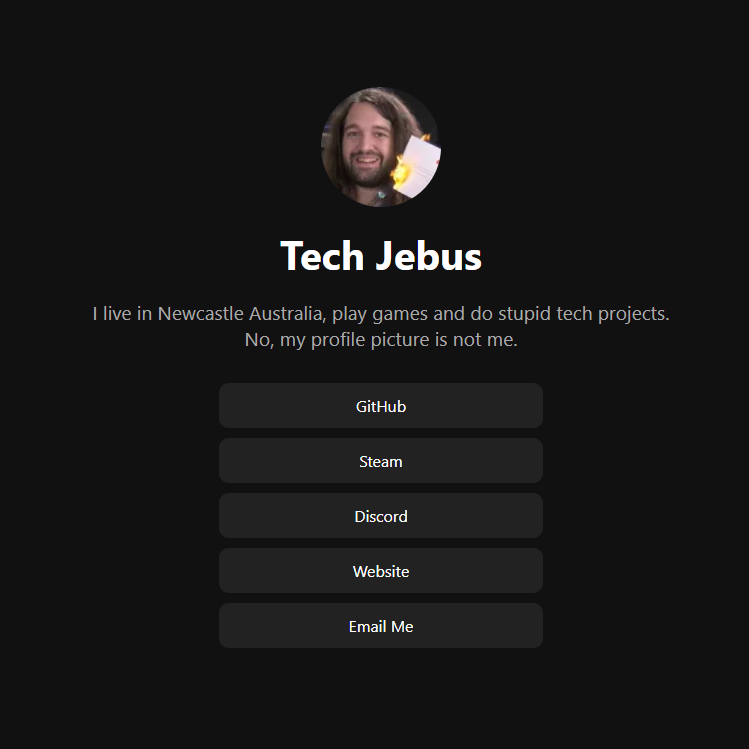 Tech Jebus
I live in Newcastle Australia, play games and do stupid tech projects.
No, my profile picture is not me.
GitHub
Steam
Discord
Website
Email Me